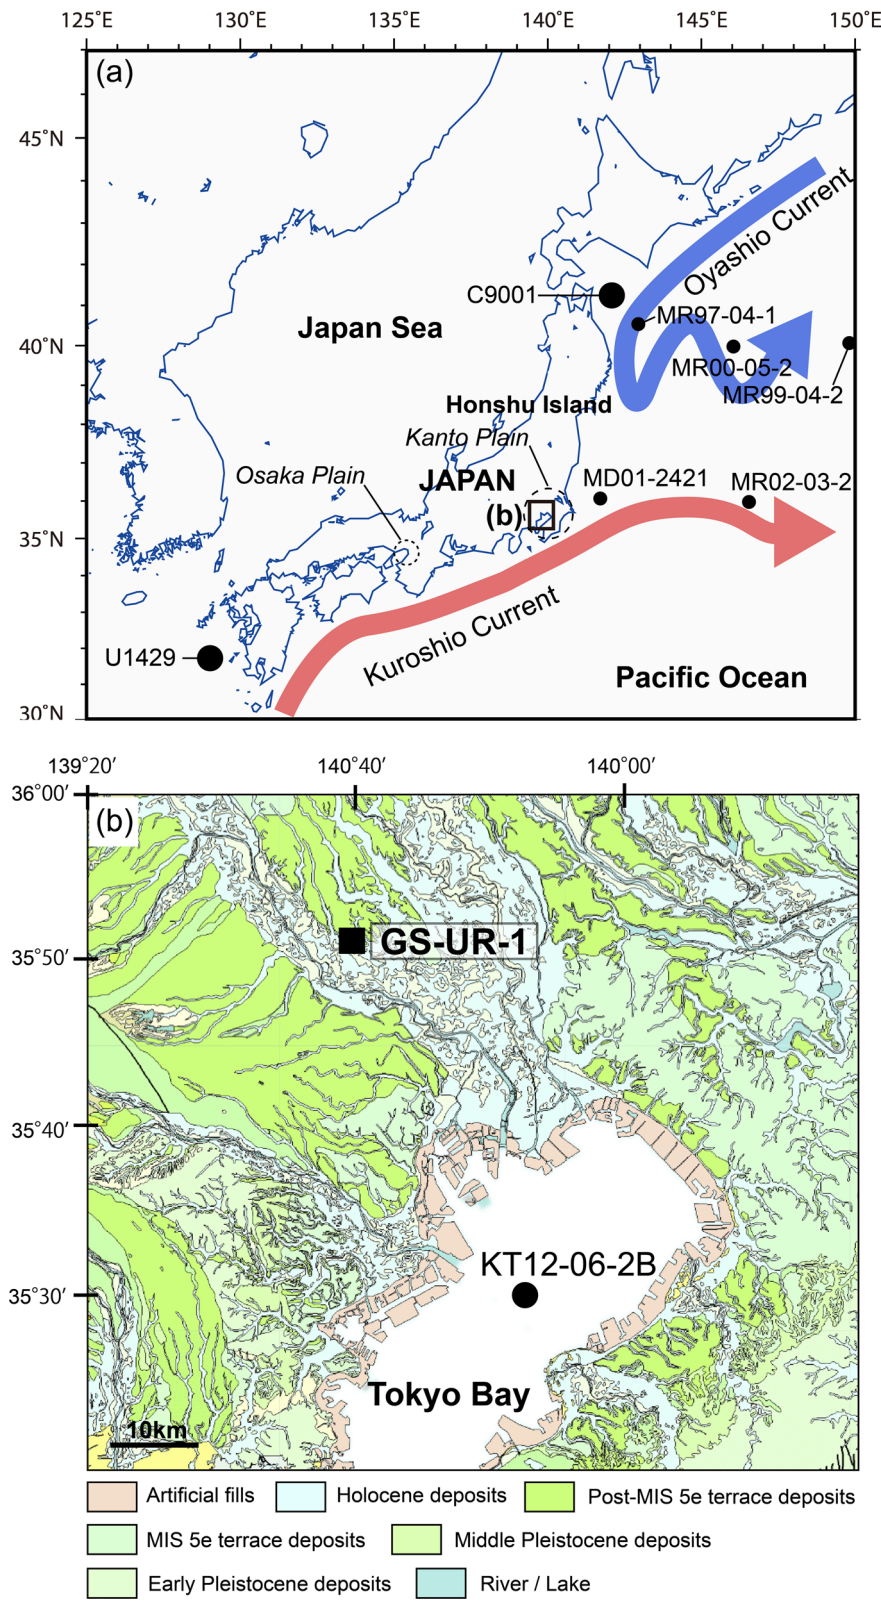 125˚E 130˚E 135˚E 140˚E 145˚E 150˚E
(a)
45˚N
Oyashio Current
C9001
MR97-04-1
Japan Sea
40˚N
MR00-05-2
MR99-04-2
Honshu Island
Kanto Plain
Osaka Plain
JAPAN
MD01-2421
MR02-03-2
(b)
35˚N
Kuroshio Current
U1429
Pacific Ocean
30˚N
139°20′ 140°40′ 140°00′
36°00′
(b)
GS-UR-1
35°50′
35°40′
KT12-06-2B
35°30′
Tokyo Bay
10km
Artificial fills Holocene deposits Post-MIS 5e terrace deposits
MIS 5e terrace deposits Middle Pleistocene deposits
Early Pleistocene deposits River / Lake